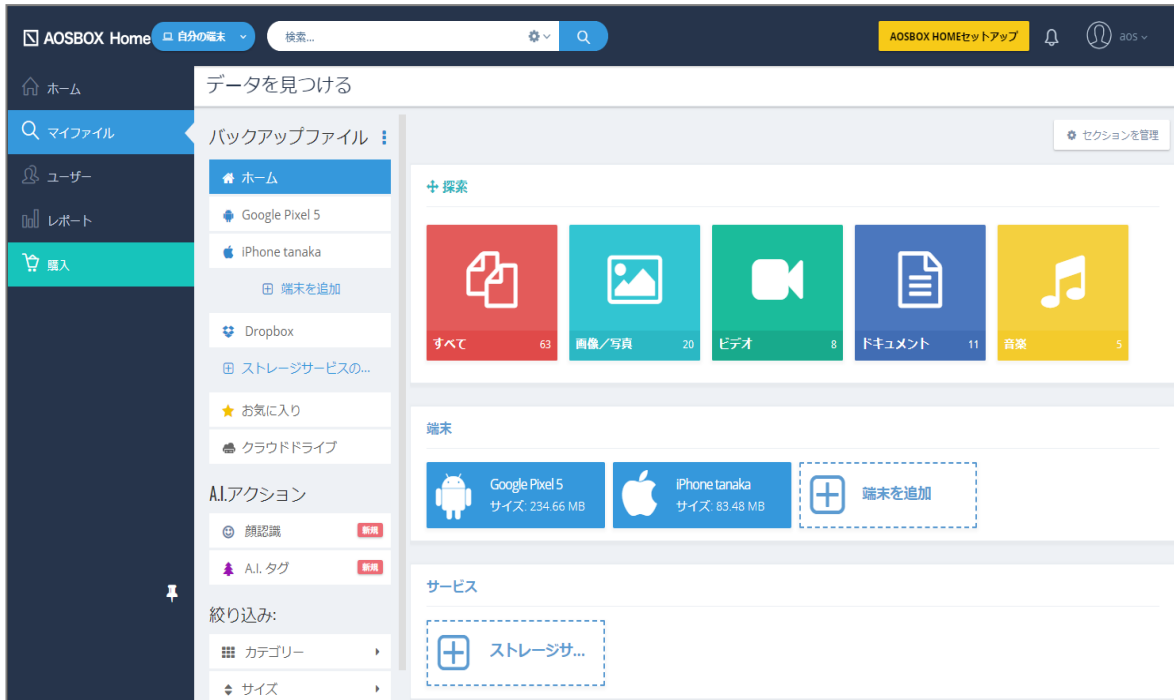 AOSBOX Home
自分の端末
検索...
AOSBOX HOMEセットアップ
aos
ホーム
マイファイル
ユーザー
レポート
購入
データを見つける
バックアップファイル
ホーム
Google Pixel 5
iPhone tanaka
端末を追加
Dropbox
ストレージサービスの...
お気に入り
クラウドドライブ
A.I.アクション
顔認識 新規
A.I. タグ 新規
絞り込み:
カテゴリー
サイズ
セクションを管理
探索
すべて 63
画像／写真 20
ビデオ 8
ドキュメント 11
音楽 5
端末
Google Pixel 5
サイズ: 234.66 MB
iPhone tanaka
サイズ: 83.48 MB
端末を追加
サービス
ストレージサ...